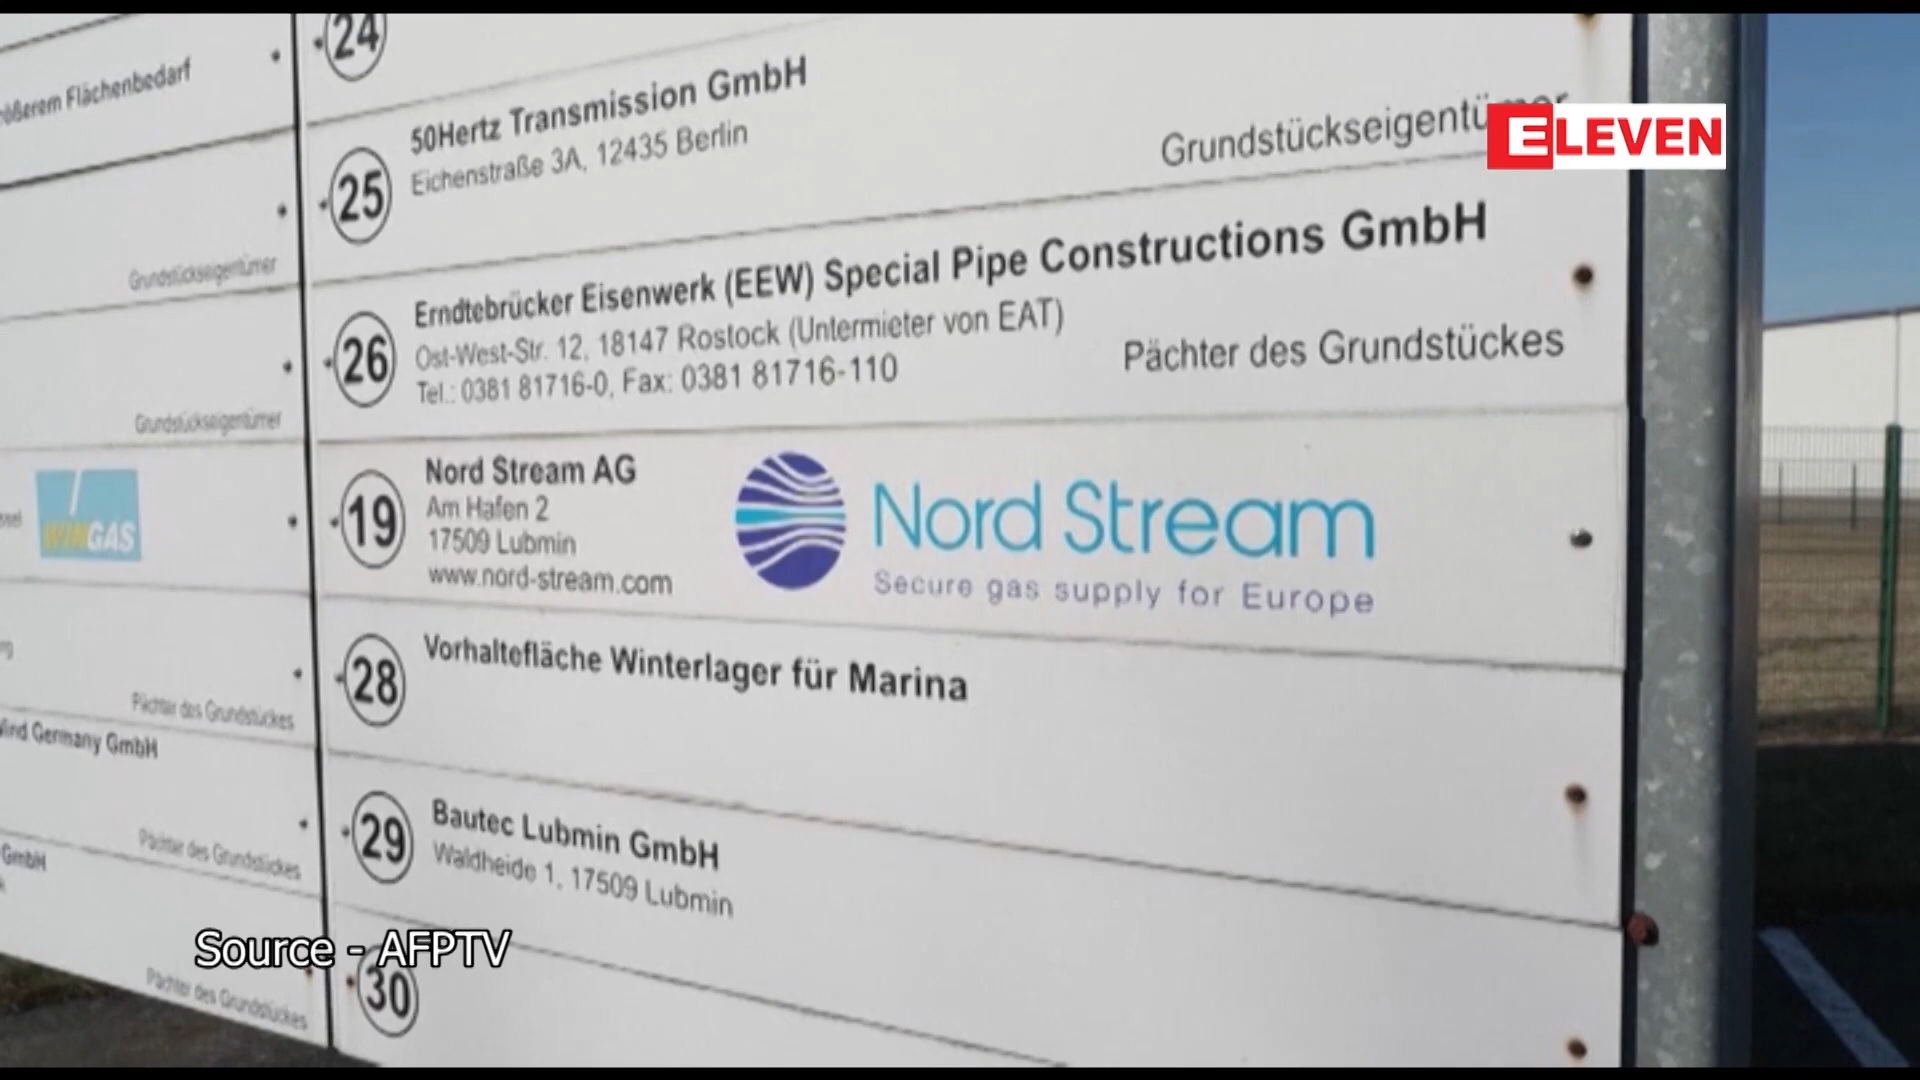 größerem Flächenbedarf
Grundstückseigentümer
Grundstückseigentümer
WINGAS
Pächter des Grundstückes
Wind Germany GmbH
Pächter des Grundstückes
GmbH
Pächter des Grundstückes
24
25
50Hertz Transmission GmbH
Eichenstraße 3A, 12435 Berlin
Grundstückseigentümer
26
Erndtebrücker Eisenwerk (EEW) Special Pipe Constructions GmbH
Ost-West-Str. 12, 18147 Rostock (Untermieter von EAT)
Tel.: 0381 81716-0, Fax: 0381 81716-110
Pächter des Grundstückes
19
Nord Stream AG
Am Hafen 2
17509 Lubmin
www.nord-stream.com
Nord Stream
Secure gas supply for Europe
28
Vorhaltefläche Winterlager für Marina
29
Bautec Lubmin GmbH
Waldheide 1, 17509 Lubmin
30
ELEVEN
Source - AFPTV